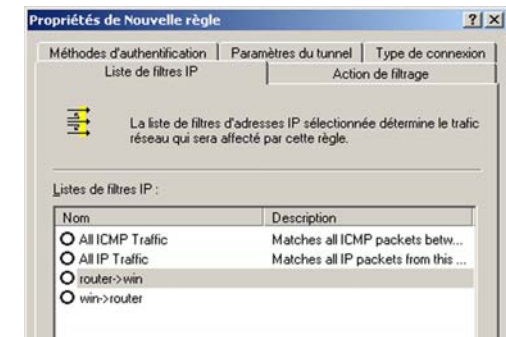 Propriétés de Nouvelle règle
Méthodes d'authentification Paramètres du tunnel Type de connexion
Liste de filtres IP Action de filtrage
La liste de filtres d'adresses IP sélectionnée détermine le trafic
réseau qui sera affecté par cette règle.
Listes de filtres IP :
Nom Description
All ICMP Traffic Matches all ICMP packets betw...
All IP Traffic Matches all IP packets from this ...
router->win
win->router